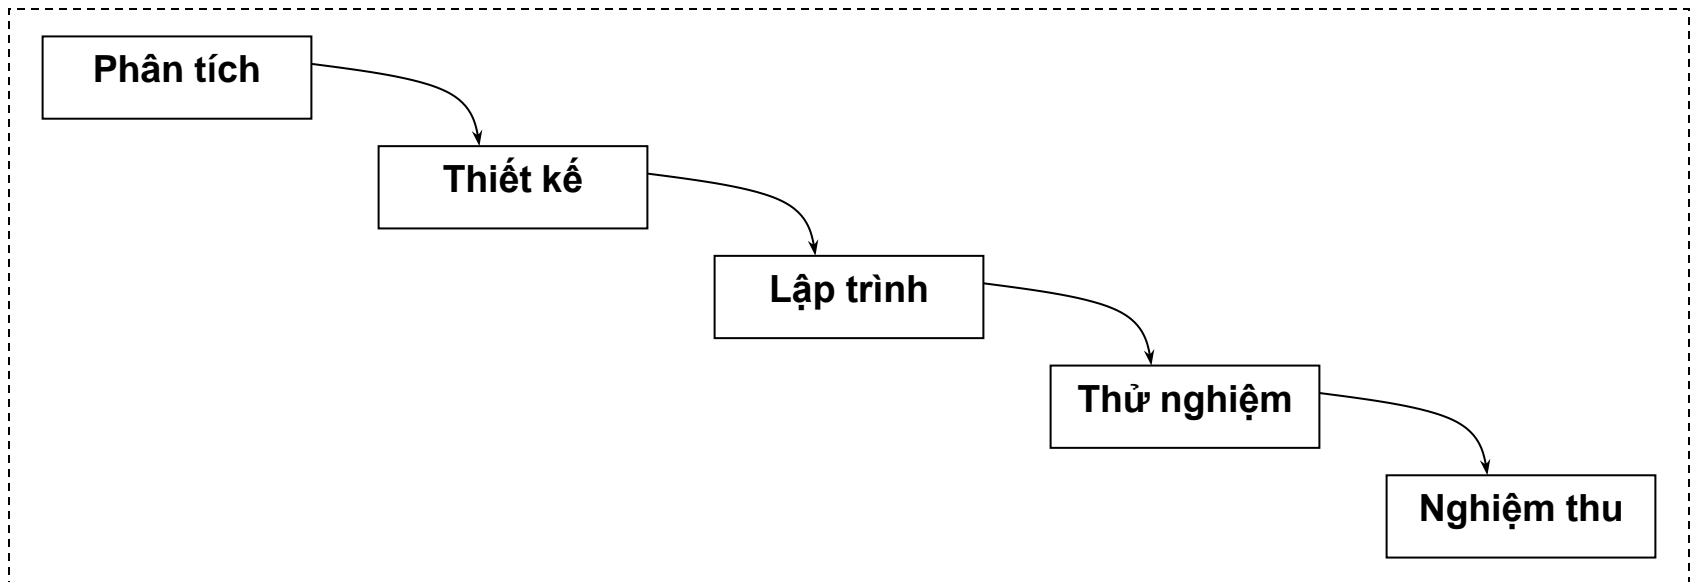 Phân tích
Thiết kế
Lập trình
Thử nghiệm
Nghiệm thu